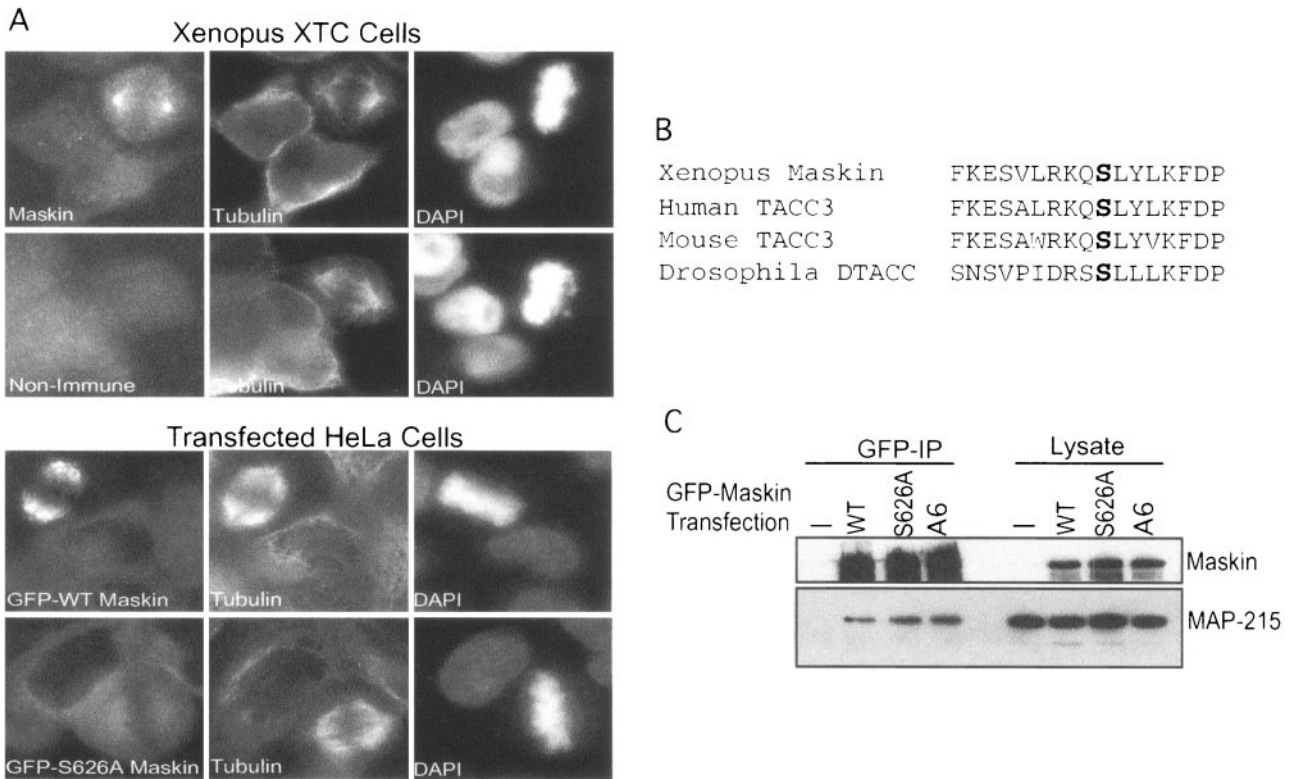 A
Xenopus XTC Cells
Maskin
Tubulin
DAPI
Non-Immune
Tubulin
DAPI
Transfected HeLa Cells
GFP-WT Maskin
Tubulin
DAPI
GFP-S626A Maskin
Tubulin
DAPI
B
Xenopus Maskin FKESVLRKQSLYLKFDP
Human TACC3 FKESALRKQSLYLKFDP
Mouse TACC3 FKESAWRKQSLYVKFDP
Drosophila DTACC SNSVPIDRSSLLLKFDP
C
GFP-IP Lysate
GFP-Maskin
Transfection
— WT S626A A6 — WT S626A A6
Maskin
MAP-215